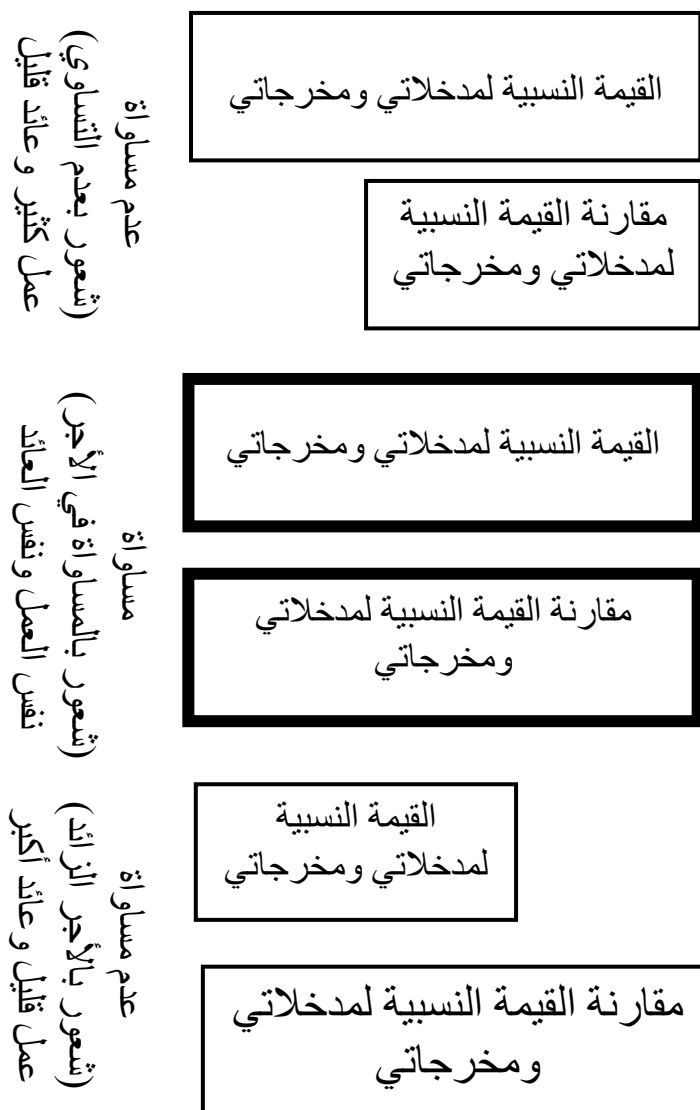 القيمة النسبية لمدخلاتي ومخرجاتي
مقارنة القيمة النسبية
لمدخلاتي ومخرجاتي
عدم مساواة
(شعور بعدم التساوي)
عمل كثير وعائد قليل
القيمة النسبية لمدخلاتي ومخرجاتي
مقارنة القيمة النسبية لمدخلاتي
ومخرجاتي
مساواة
(شعور بالمساواة في الأجر)
نفس العمل ونفس العائد
القيمة النسبية
لمدخلاتي ومخرجاتي
مقارنة القيمة النسبية لمدخلاتي
ومخرجاتي
عدم مساواة
(شعور بالأجر الزائد)
عمل قليل وعائد أكبر